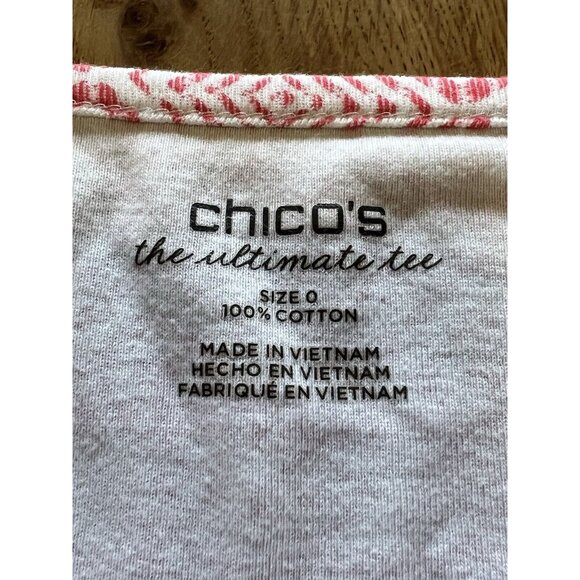 chico's
the ultimate tee
SIZE 0
100% COTTON
MADE IN VIETNAM
HECHO EN VIETNAM
FABRIQUÉ EN VIETNAM